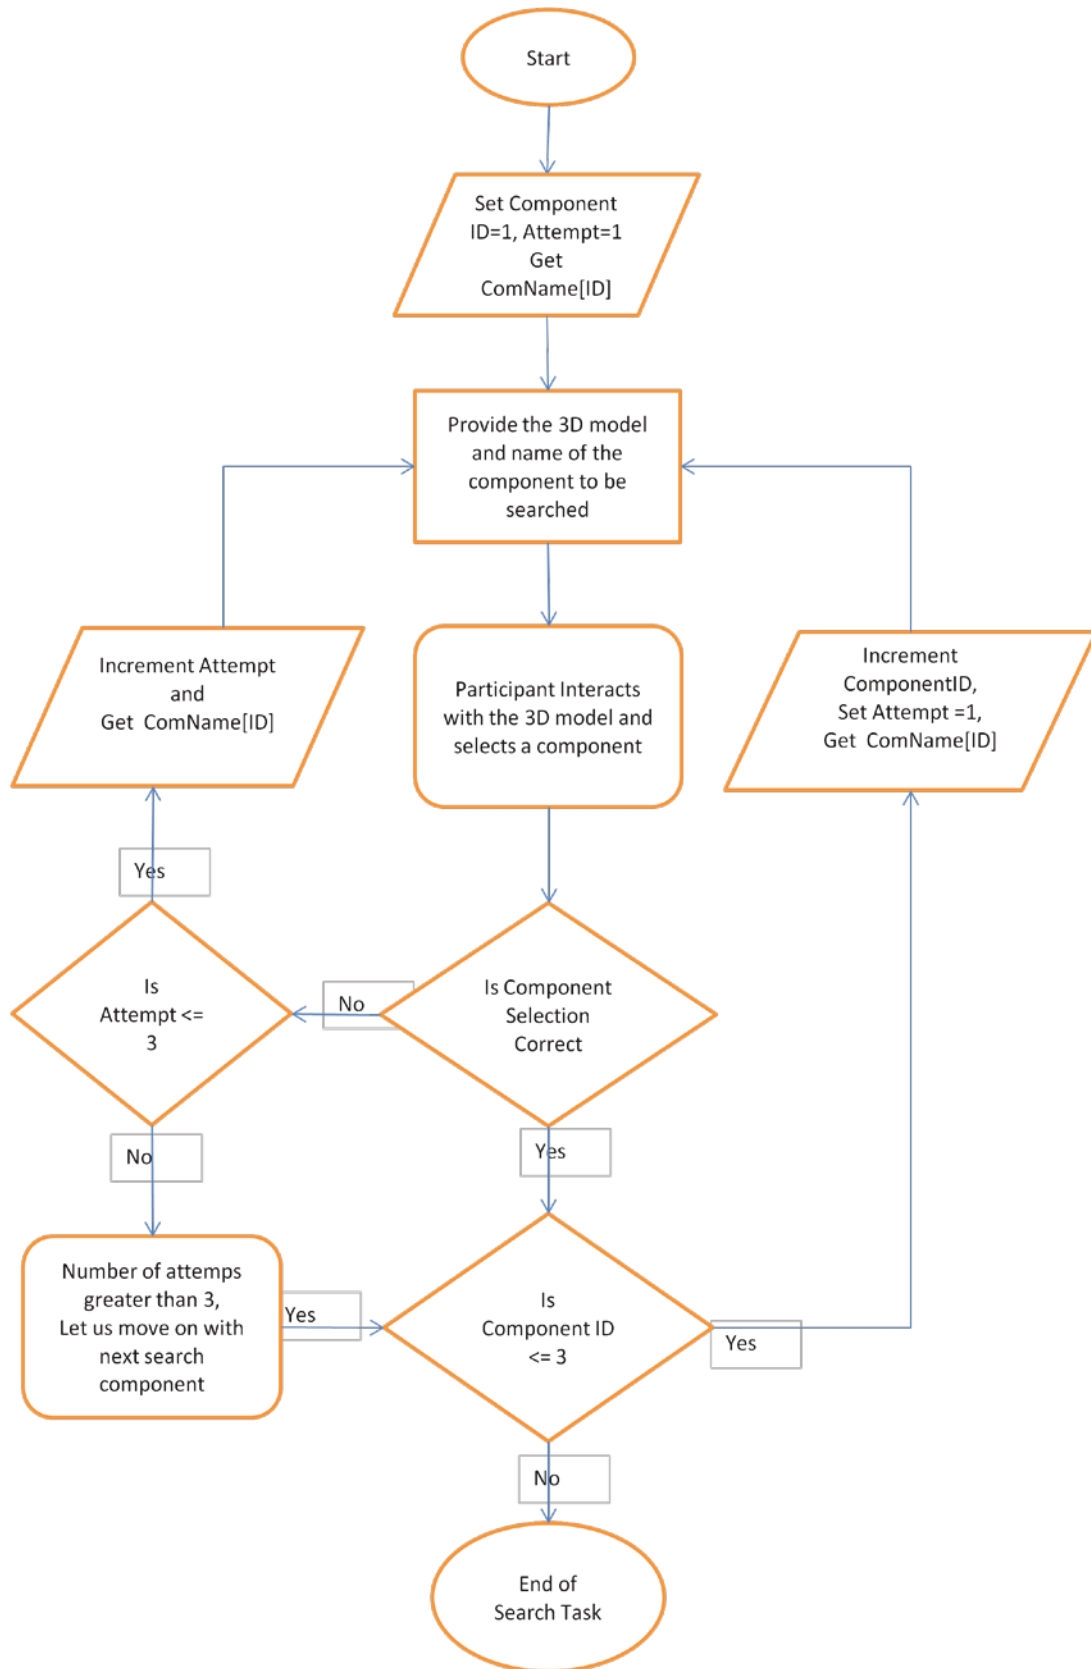 Start
Set Component
ID=1, Attempt=1
Get
ComName[ID]
Provide the 3D model
and name of the
component to be
searched
Increment Attempt
and
Get ComName[ID]
Participant Interacts
with the 3D model and
selects a component
Increment
ComponentID,
Set Attempt =1,
Get ComName[ID]
Yes
Is
Attempt <=
3
No
Is Component
Selection
Correct
No
Yes
Number of attemps
greater than 3,
Let us move on with
next search
component
Yes
Is
Component ID
<= 3
Yes
No
End of
Search Task